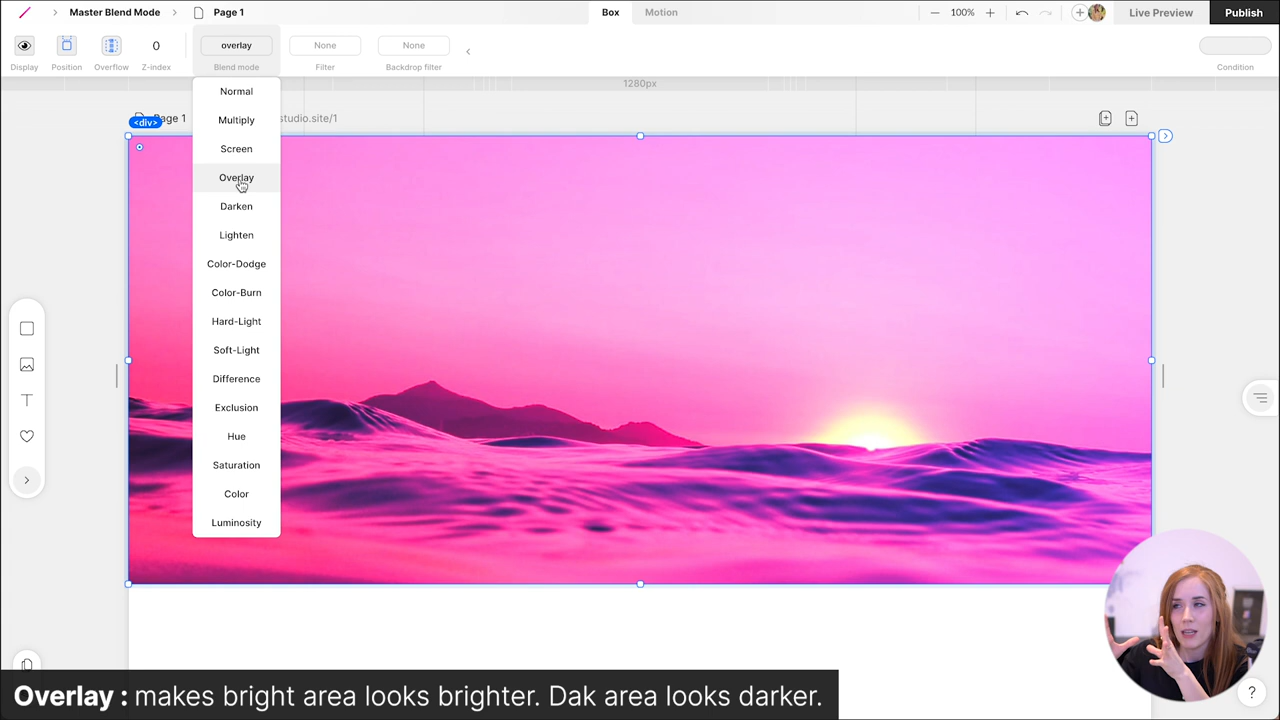 Master Blend Mode
Page 1
Box
Motion
100%
Live Preview
Publish
Display
Position
Overflow
0
Z-index
overlay
Blend mode
None
Filter
None
Backdrop filter
Condition
1280px
Page 1
studio.site/1
<div>
Normal
Multiply
Screen
Overlay
Darken
Lighten
Color-Dodge
Color-Burn
Hard-Light
Soft-Light
Difference
Exclusion
Hue
Saturation
Color
Luminosity
T
?
Overlay : makes bright area looks brighter. Dak area looks darker.